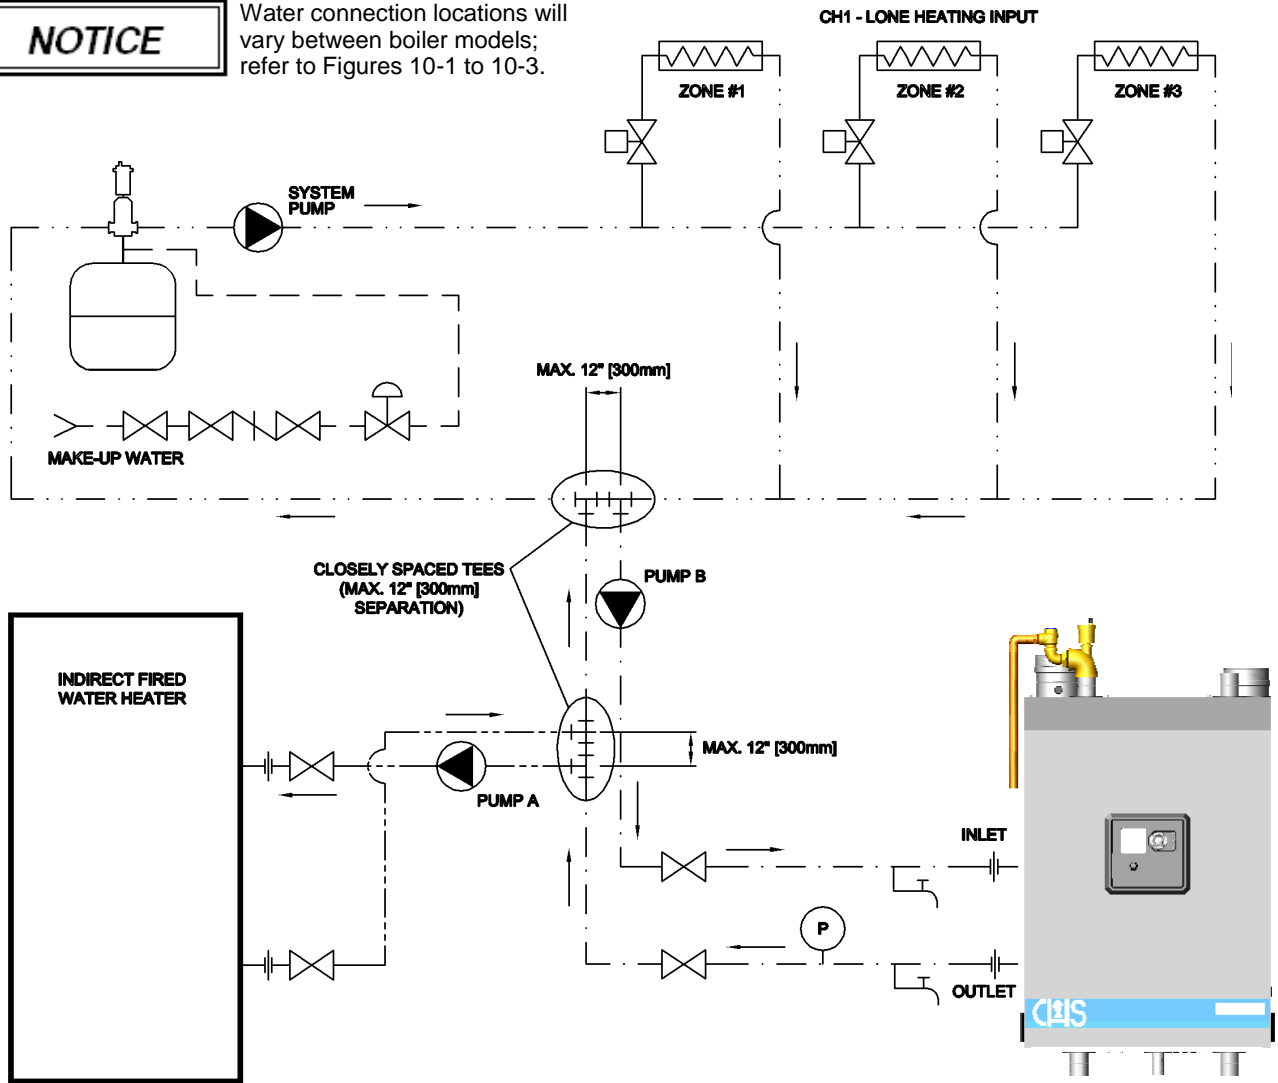 NOTICE
Water connection locations will
vary between boiler models;
refer to Figures 10-1 to 10-3.
CH1 - LONE HEATING INPUT
ZONE #1
ZONE #2
ZONE #3
SYSTEM
PUMP
MAX. 12" [300mm]
MAKE-UP WATER
CLOSELY SPACED TEES
(MAX. 12" [300mm]
SEPARATION)
PUMP B
INDIRECT FIRED
WATER HEATER
MAX. 12" [300mm]
PUMP A
INLET
P
OUTLET
CHS